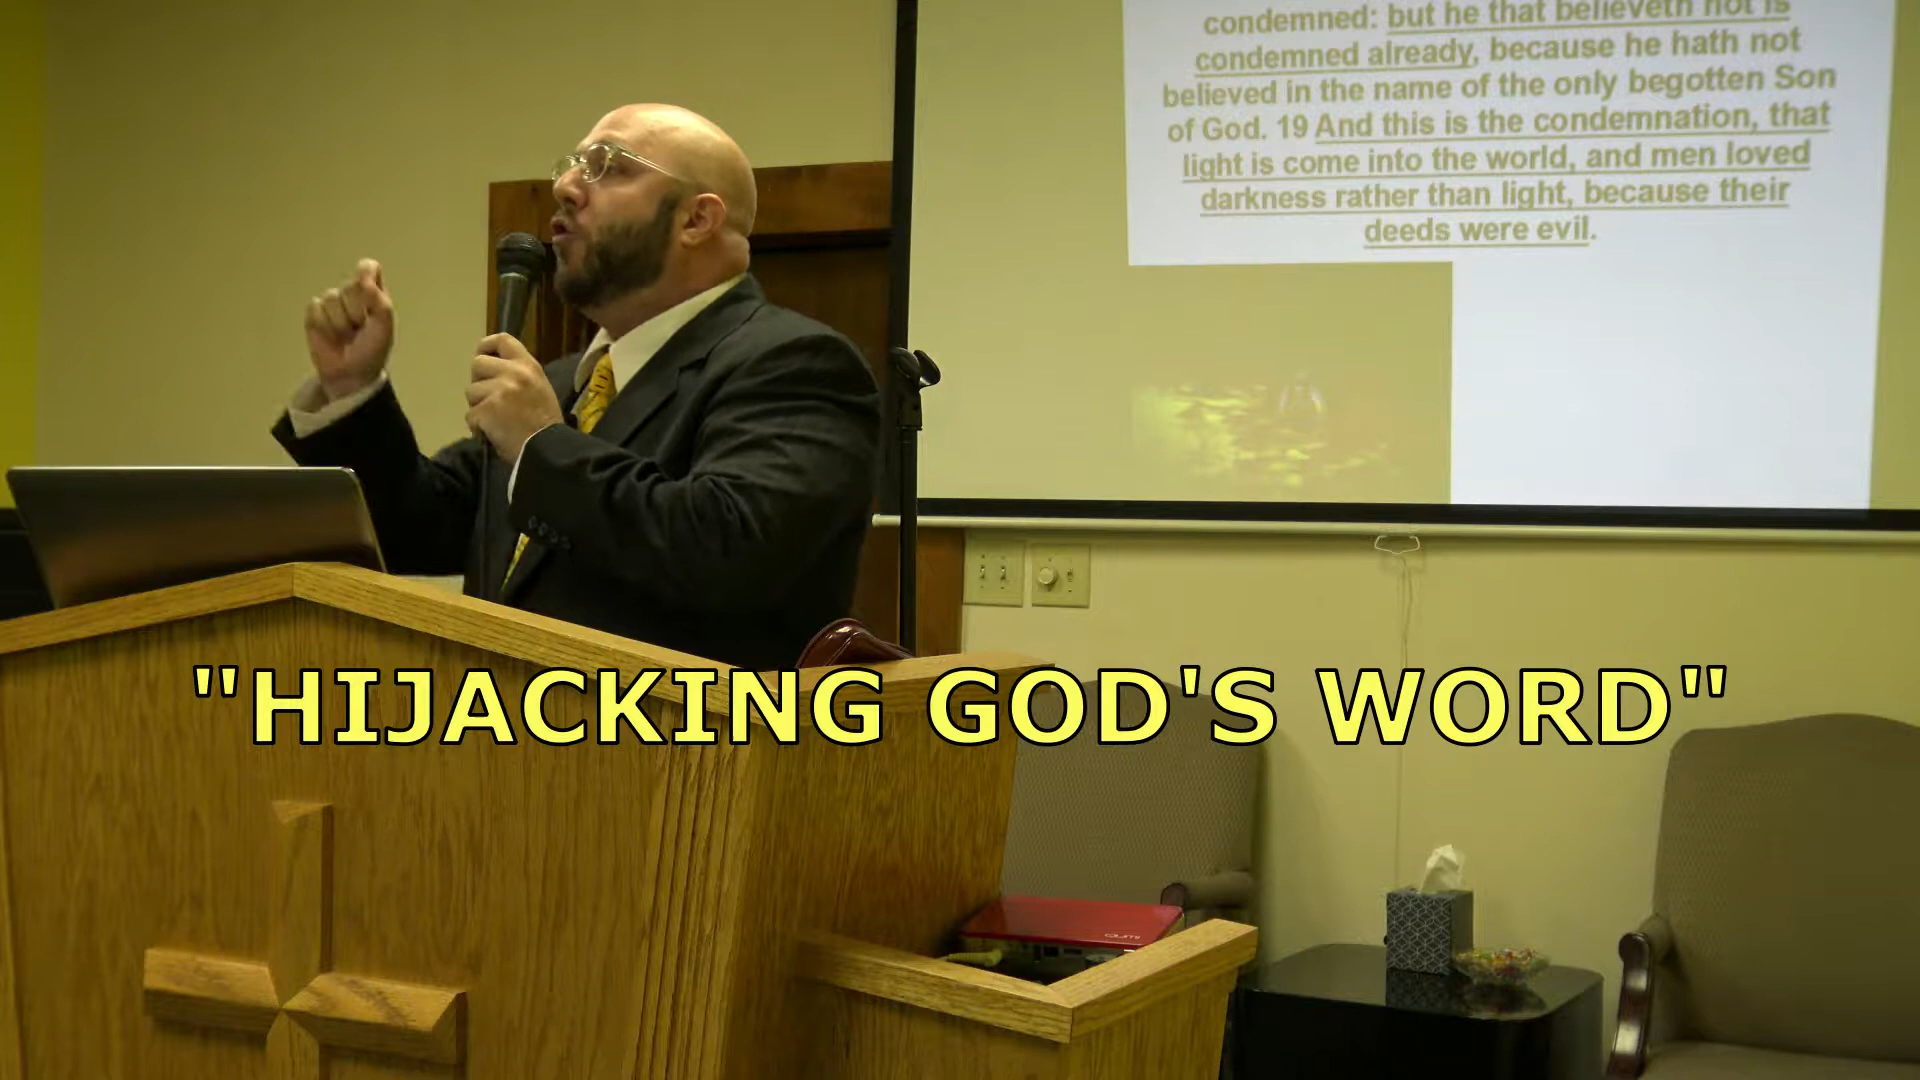 condemned: but he that believeth not is
condemned already, because he hath not
believed in the name of the only begotten Son
of God. 19 And this is the condemnation, that
light is come into the world, and men loved
darkness rather than light, because their
deeds were evil.
"HIJACKING GOD'S WORD"
Qumi